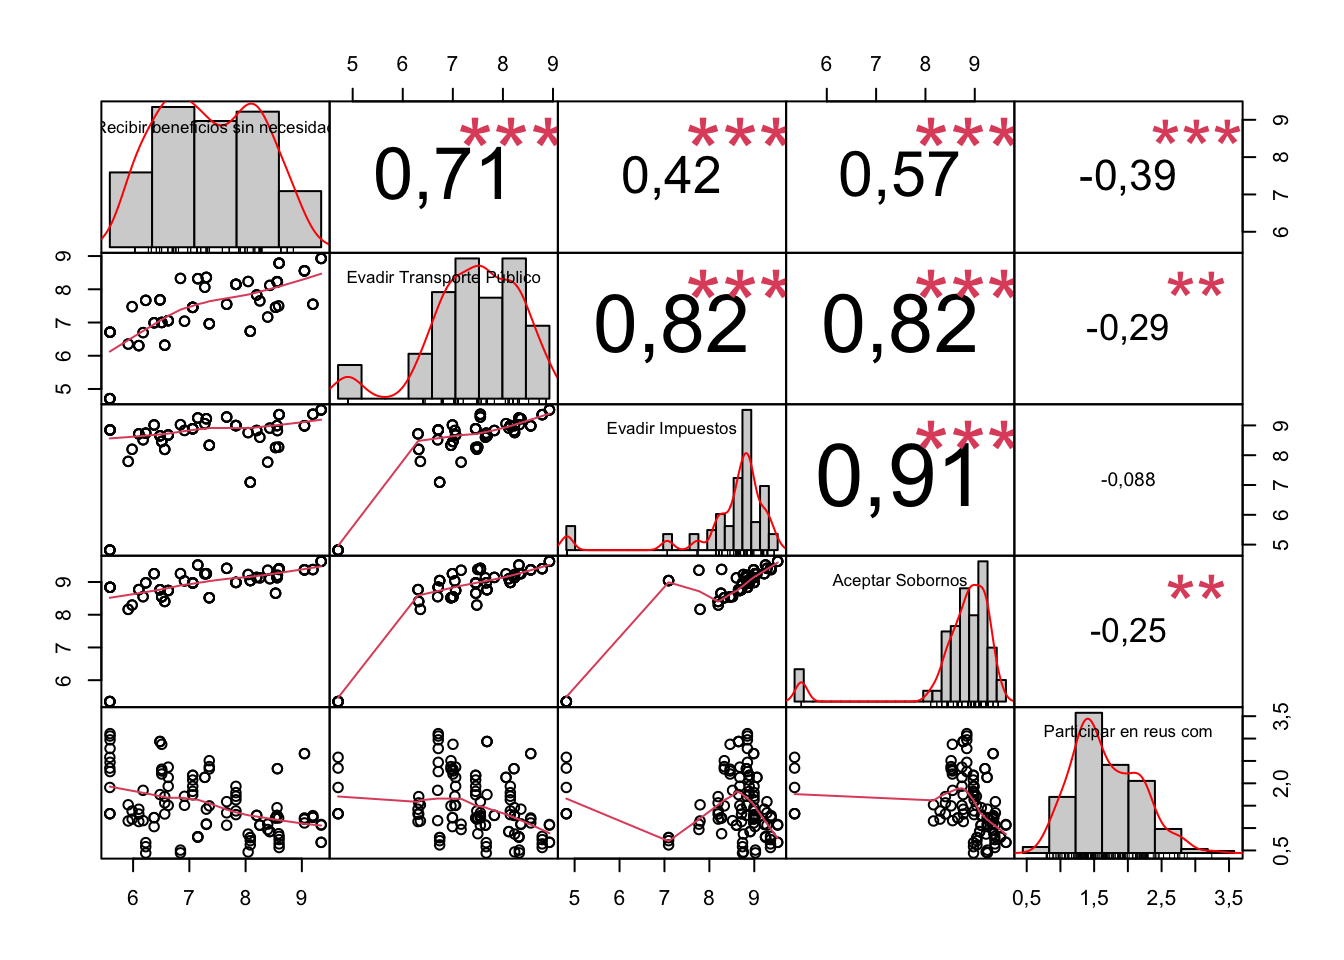 5 6 7 8 9 6 7 8 9
Recibir beneficios sin necesidad
*** 0,71
*** 0,42
*** 0,57
*** -0,39
9 8 7 6
9 8 7 6 5
Evadir Transporte Público
*** 0,82
*** 0,82
** -0,29
Evadir Impuestos
*** 0,91
-0,088
9 8 7 6 5
9 8 7 6
Aceptar Sobornos
** -0,25
Participar en reus com
3,5 2,0 0,5
6 7 8 9 5 6 7 8 9 0,5 1,5 2,5 3,5